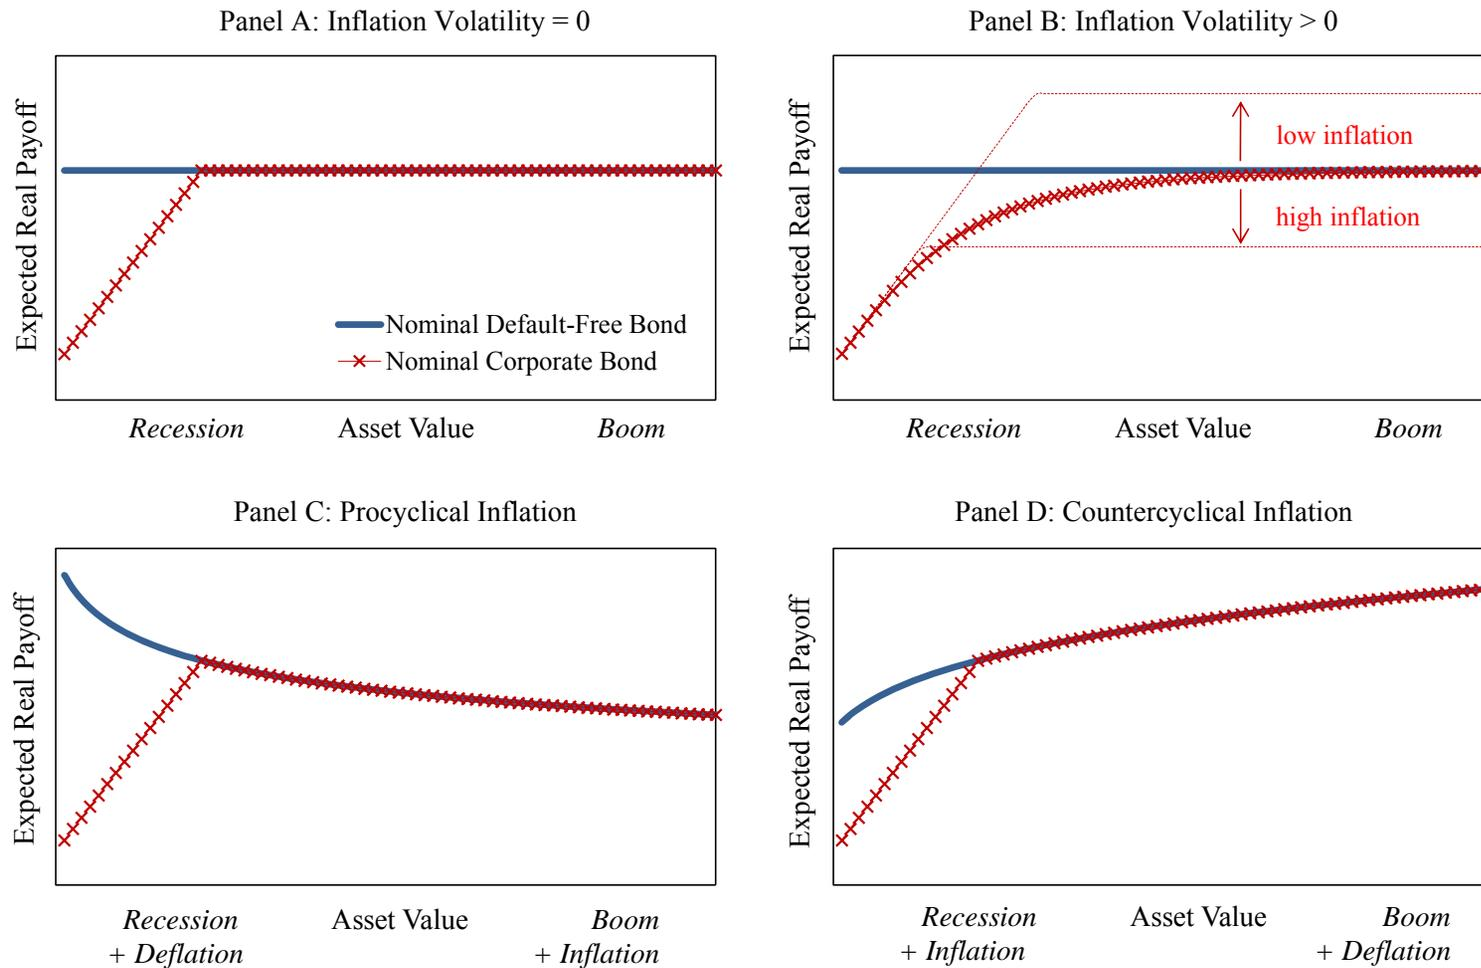 Panel A: Inflation Volatility = 0
Expected Real Payoff
Nominal Default-Free Bond
Nominal Corporate Bond
Recession Asset Value Boom
Panel B: Inflation Volatility > 0
Expected Real Payoff
low inflation
high inflation
Recession Asset Value Boom
Panel C: Procyclical Inflation
Expected Real Payoff
Recession Asset Value Boom
+ Deflation + Inflation
Panel D: Countercyclical Inflation
Expected Real Payoff
Recession Asset Value Boom
+ Inflation + Deflation